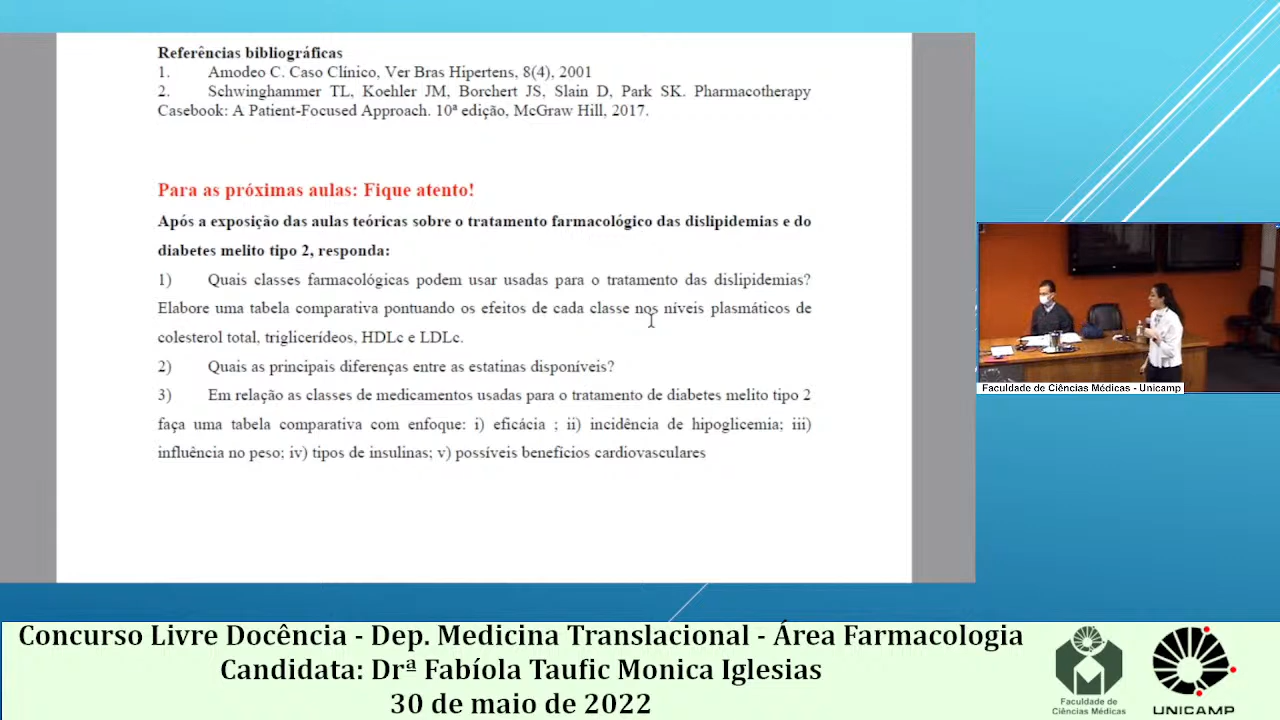 Referências bibliográficas
1. Amodeo C. Caso Clínico, Ver Bras Hipertens, 8(4), 2001
2. Schwinghammer TL, Koehler JM, Borchert JS, Slain D, Park SK. Pharmacotherapy
Casebook: A Patient-Focused Approach. 10ª edição, McGraw Hill, 2017.
Para as próximas aulas: Fique atento!
Após a exposição das aulas teóricas sobre o tratamento farmacológico das dislipidemias e do
diabetes melito tipo 2, responda:
1) Quais classes farmacológicas podem usar usadas para o tratamento das dislipidemias?
Elabore uma tabela comparativa pontuando os efeitos de cada classe nos níveis plasmáticos de
colesterol total, triglicerídeos, HDLc e LDLc.
2) Quais as principais diferenças entre as estatinas disponíveis?
3) Em relação as classes de medicamentos usadas para o tratamento de diabetes melito tipo 2
faça uma tabela comparativa com enfoque: i) eficácia ; ii) incidência de hipoglicemia; iii)
influência no peso; iv) tipos de insulinas; v) possíveis benefícios cardiovasculares
Faculdade de Ciências Médicas - Unicamp
Concurso Livre Docência - Dep. Medicina Translacional - Área Farmacologia
Candidata: Drª Fabíola Taufic Monica Iglesias
30 de maio de 2022
Faculdade de
Ciências Médicas
UNICAMP